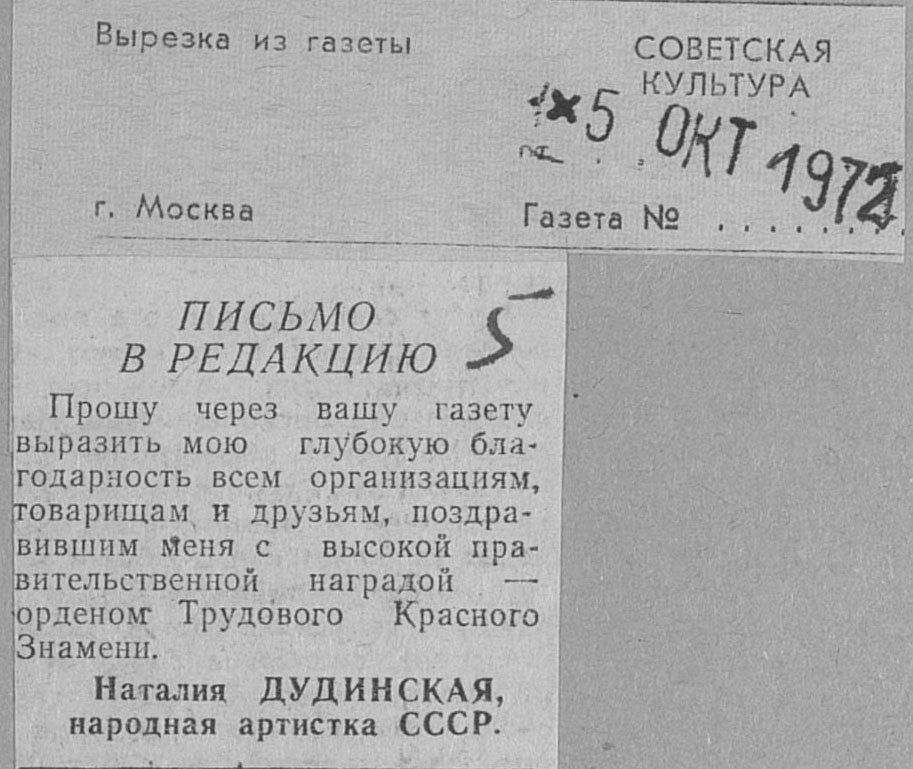 Вырезка из газеты
СОВЕТСКАЯ
КУЛЬТУРА
5 ОКТ 1972
г. Москва
Газета № . . . . . . . .
ПИСЬМО
В РЕДАКЦИЮ
5
Прошу через вашу газету
выразить мою глубокую бла-
годарность всем организациям,
товарищам и друзьям, поздра-
вившим меня с высокой пра-
вительственной наградой —
орденом Трудового Красного
Знамени.
Наталия ДУДИНСКАЯ,
народная артистка СССР.